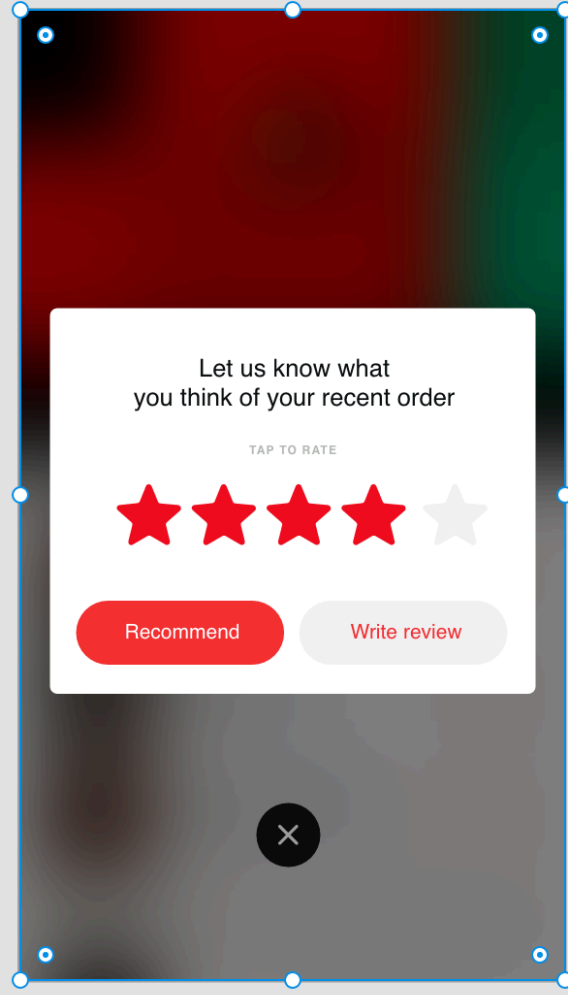 Let us know what
you think of your recent order
TAP TO RATE
Recommend
Write review